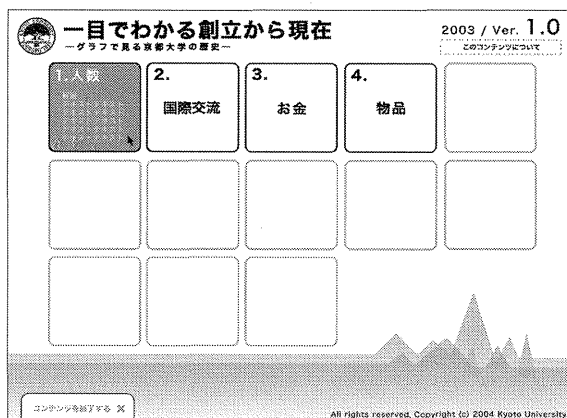 一目でわかる創立から現在
―グラフで見る京都大学の歴史―
2003 / Ver. 1.0
このコンテンツについて
1. 人数
2.
国際交流
3.
お金
4.
物品
コンテンツを終了する ×
All rights reserved, Copyright (c) 2004 Kyoto University